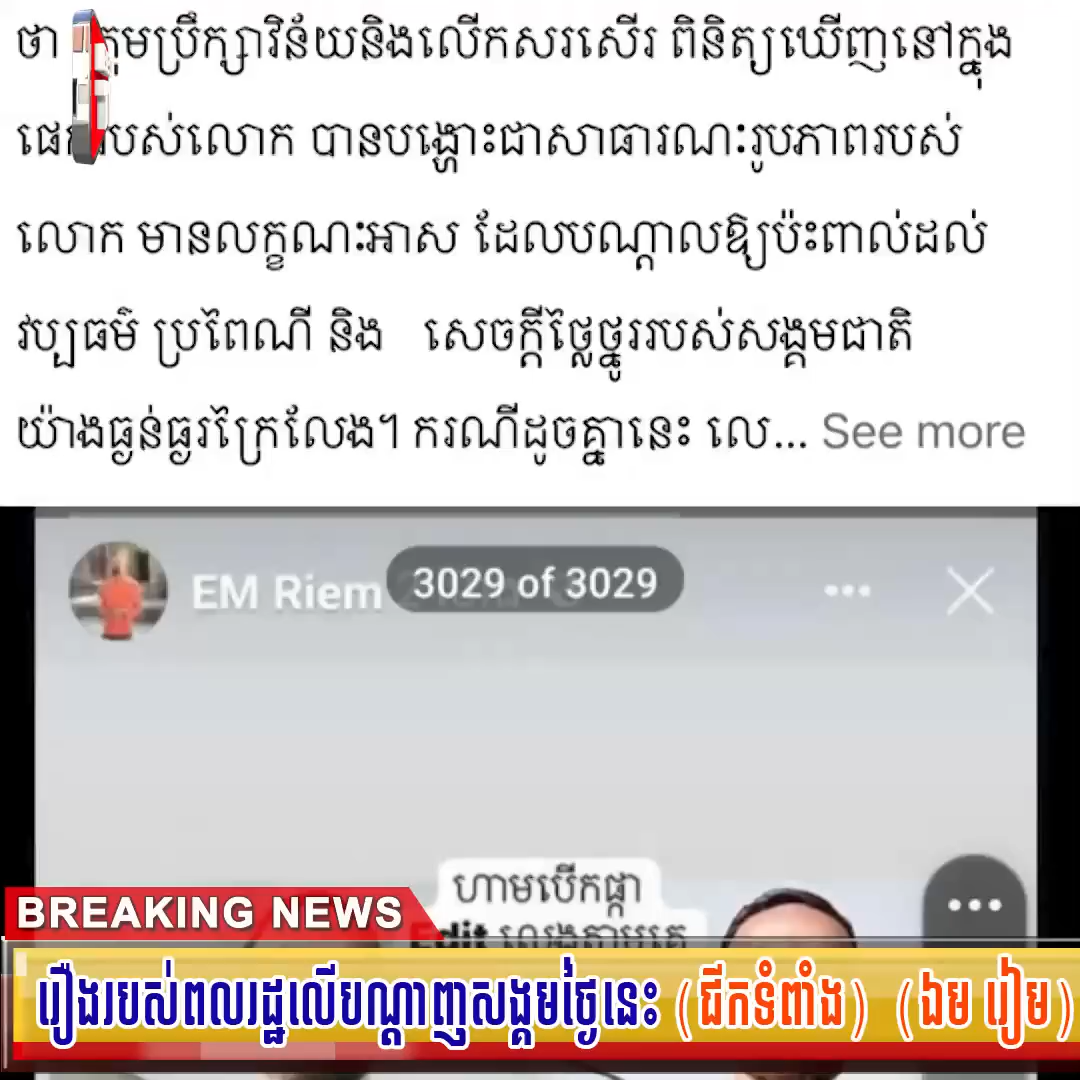 ថា ក្រុមប្រឹក្សាវិន័យនិងលើកសរសើរ ពិនិត្យឃើញនៅក្នុង
ផេករបស់លោក បានបង្ហោះជាសាធារណៈរូបភាពរបស់
លោក មានលក្ខណៈអាស ដែលបណ្តាលឱ្យប៉ះពាល់ដល់
វប្បធម៌ ប្រពៃណី និង សេចក្តីថ្លៃថ្នូររបស់សង្គមជាតិ
យ៉ាងធ្ងន់ធ្ងរក្រៃលែង។ ករណីដូចគ្នានេះ លេ... See more
EM Riem
3029 of 3029
ហាមបើកផ្កា
Edit លេងតាមគេ
BREAKING NEWS
រឿងរបស់ពលរដ្ឋលើបណ្តាញសង្គមថ្ងៃនេះ (ជីកទំពាំង) (ឯម រៀម)